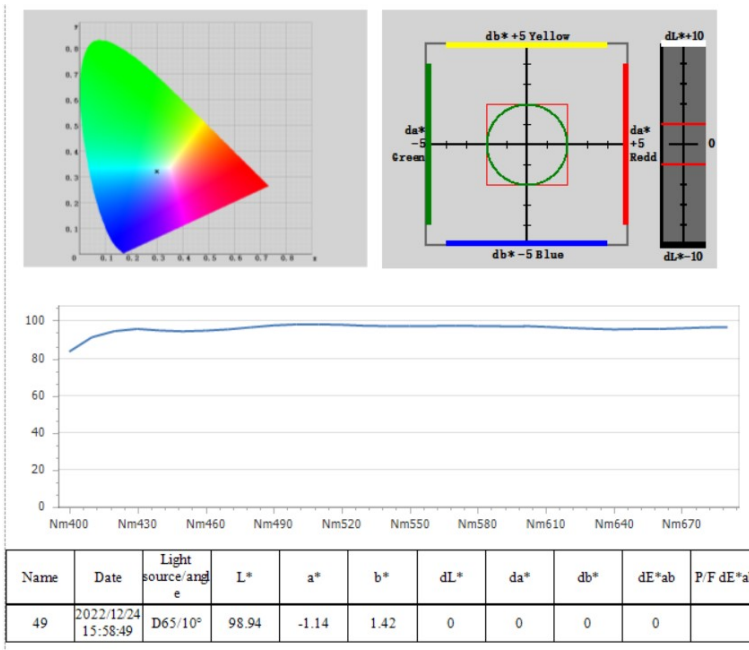 y
0.8
0.7
0.6
0.5
0.4
0.3
0.2
0.1
0 0.1 0.2 0.3 0.4 0.5 0.6 0.7 0.8 x
db* +5 Yellow
da*
-5
Green
da*
+5
Redd
db* -5 Blue
dL*+10
0
dL*-10
100
80
60
40
20
0
Nm400 Nm430 Nm460 Nm490 Nm520 Nm550 Nm580 Nm610 Nm640 Nm670
Name Date Light source/angle L* a* b* dL* da* db* dE*ab P/F dE*a
49 2022/12/24 15:58:49 D65/10° 98.94 -1.14 1.42 0 0 0 0